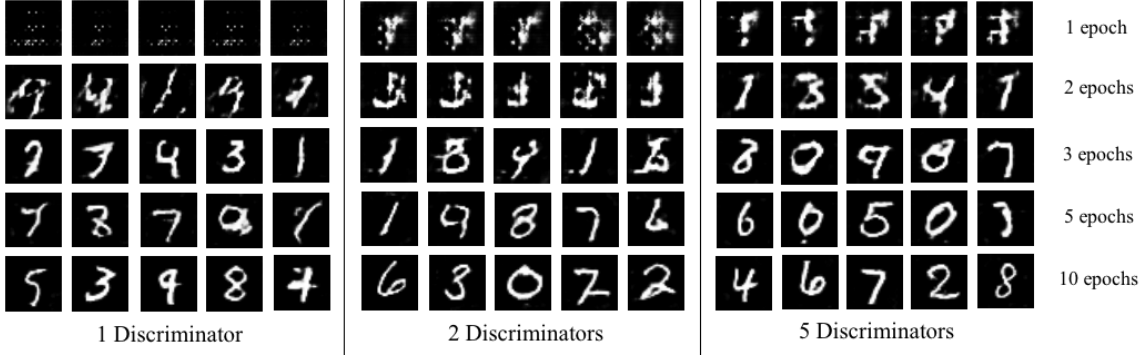 1 epoch
2 epochs
3 epochs
5 epochs
10 epochs
1 Discriminator
2 Discriminators
5 Discriminators